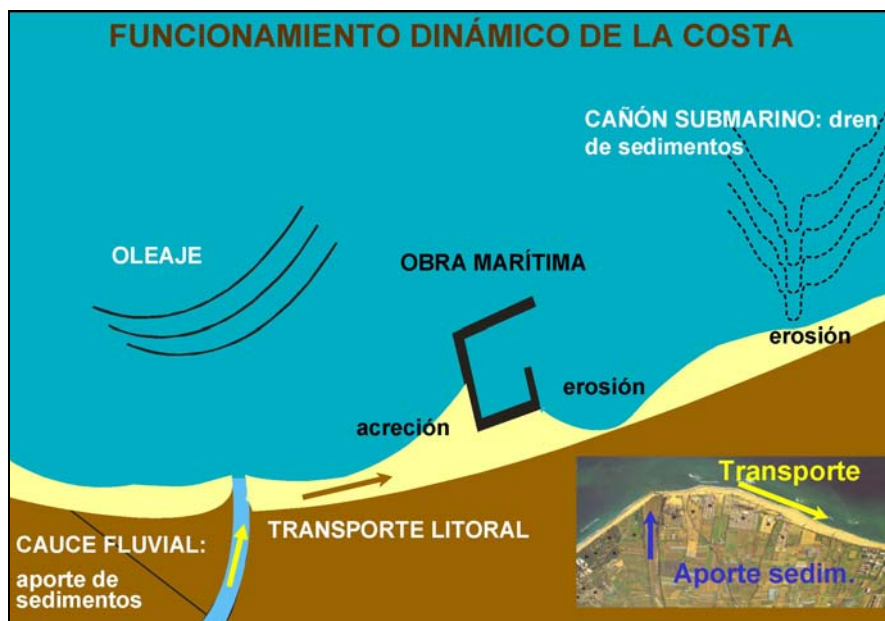 FUNCIONAMIENTO DINÁMICO DE LA COSTA
CAÑÓN SUBMARINO: dren
de sedimentos
OLEAJE
OBRA MARÍTIMA
erosión
erosión
acreción
Transporte
TRANSPORTE LITORAL
CAUCE FLUVIAL:
aporte de
sedimentos
Aporte sedim.